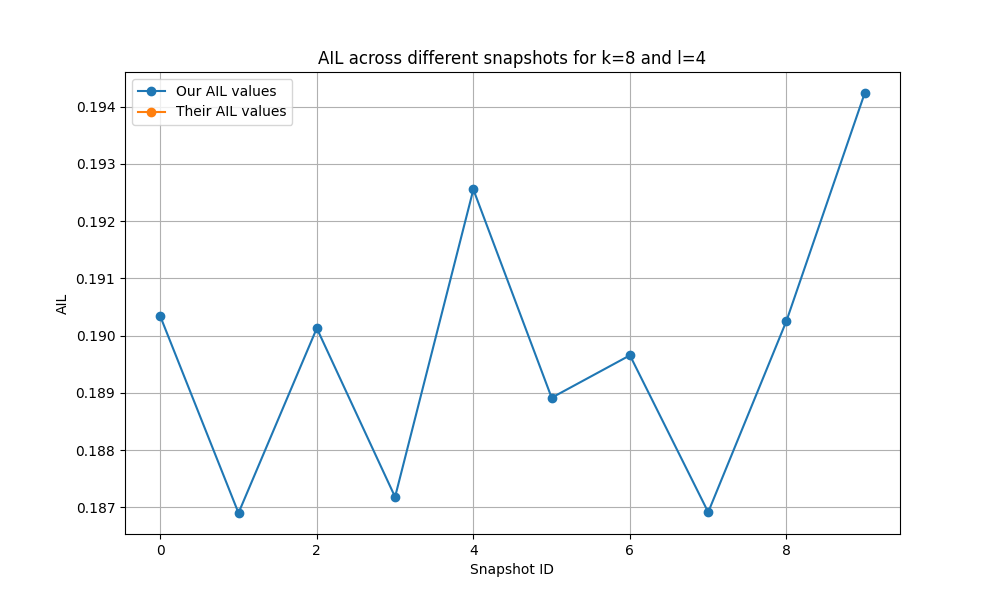 AIL across different snapshots for k=8 and l=4
Our AIL values
Their AIL values
0.194
0.193
0.192
0.191
0.190
0.189
0.188
0.187
AIL
0 2 4 6 8
Snapshot ID